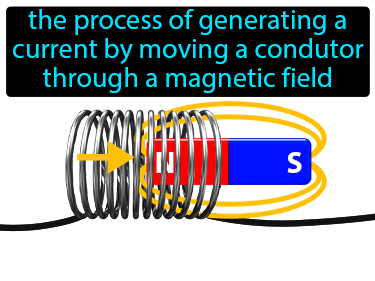 the process of generating a
current by moving a condutor
through a magnetic field
N S